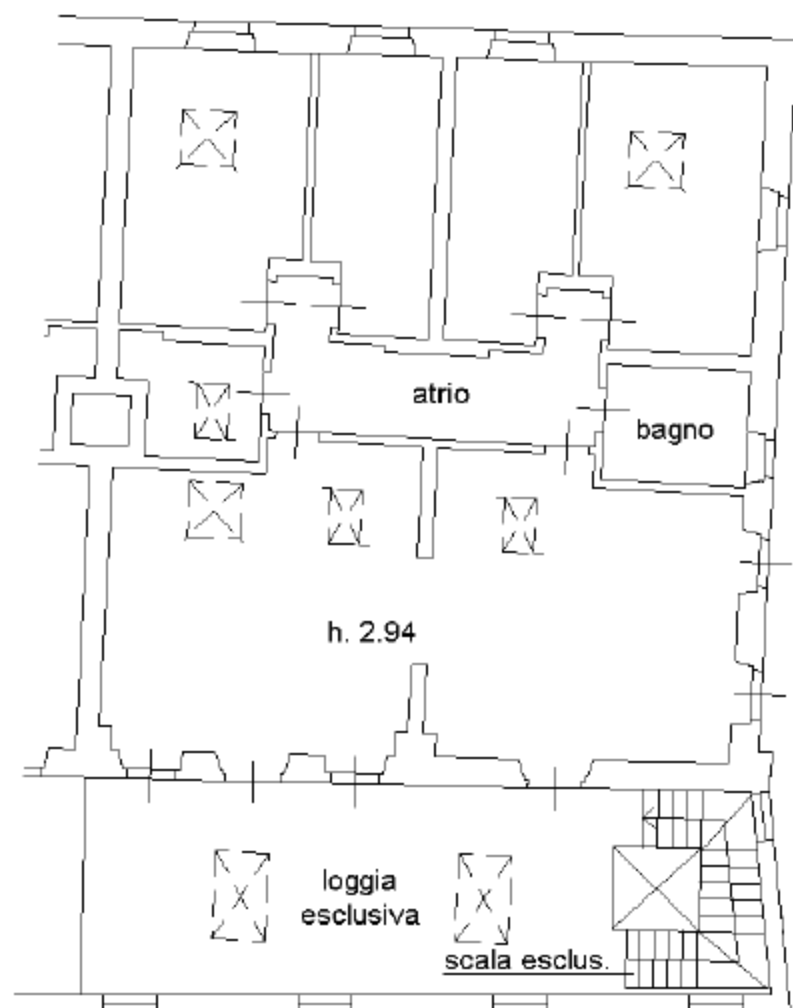 atrio
bagno
h. 2.94
loggia
esclusiva
scala esclus.